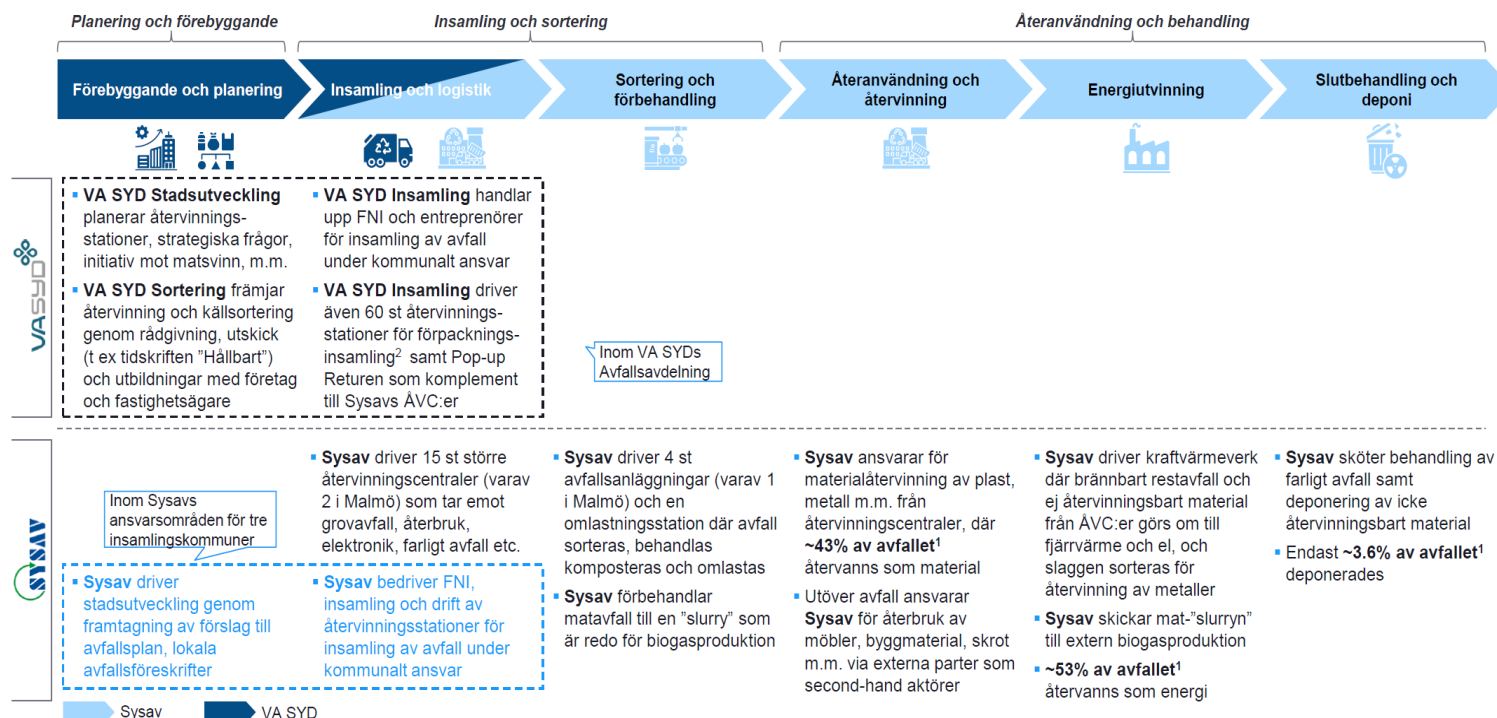 Planering och förebyggande
Insamling och sortering
Återanvändning och behandling
Förebyggande och planering
Insamling och logistik
Sortering och
förbehandling
Återanvändning och
återvinning
Energiutvinning
Slutbehandling och
deponi
VA SYD
▪ VA SYD Stadsutveckling
planerar återvinnings-
stationer, strategiska frågor,
initiativ mot matsvinn, m.m.
▪ VA SYD Sortering främjar
återvinning och källsortering
genom rådgivning, utskick
(t ex tidskriften ”Hållbart”)
och utbildningar med företag
och fastighetsägare
▪ VA SYD Insamling handlar
upp FNI och entreprenörer
för insamling av avfall
under kommunalt ansvar
▪ VA SYD Insamling driver
även 60 st återvinnings-
stationer för förpacknings-
insamling² samt Pop-up
Returen som komplement
till Sysavs ÅVC:er
Inom VA SYDs
Avfallsavdelning
SYSAV
Inom Sysavs
ansvarsområden för tre
insamlingskommuner
▪ Sysav driver
stadsutveckling genom
framtagning av förslag till
avfallsplan, lokala
avfallsföreskrifter
▪ Sysav driver 15 st större
återvinningscentraler (varav
2 i Malmö) som tar emot
grovavfall, återbruk,
elektronik, farligt avfall etc.
▪ Sysav bedriver FNI,
insamling och drift av
återvinningsstationer för
insamling av avfall under
kommunalt ansvar
▪ Sysav driver 4 st
avfallsanläggningar (varav 1
i Malmö) och en
omlastningsstation där avfall
sorteras, behandlas
komposteras och omlastas
▪ Sysav förbehandlar
matavfall till en ”slurry” som
är redo för biogasproduktion
▪ Sysav ansvarar för
materialåtervinning av plast,
metall m.m. från
återvinningscentraler, där
~43% av avfallet¹
återvanns som material
▪ Utöver avfall ansvarar
Sysav för återbruk av
möbler, byggmaterial, skrot
m.m. via externa parter som
second-hand aktörer
▪ Sysav driver kraftvärmeverk
där brännbart restavfall och
ej återvinningsbart material
från ÅVC:er görs om till
fjärrvärme och el, och
slaggen sorteras för
återvinning av metaller
▪ Sysav skickar mat-”slurryn”
till extern biogasproduktion
▪ ~53% av avfallet¹
återvanns som energi
▪ Sysav sköter behandling av
farligt avfall samt
deponering av icke
återvinningsbart material
▪ Endast ~3.6% av avfallet¹
deponerades
Sysav
VA SYD